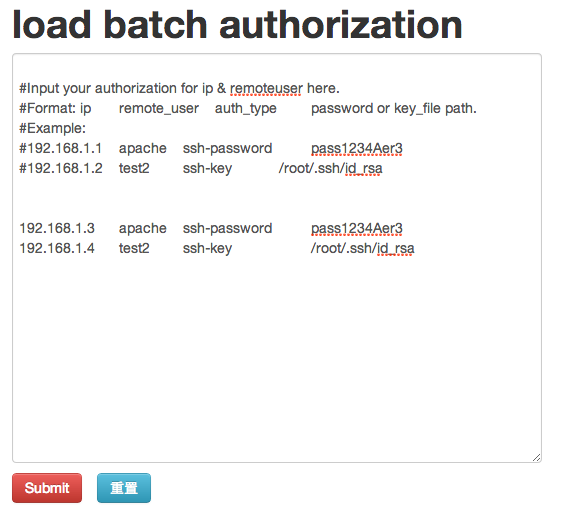 load batch authorization
#Input your authorization for ip & remoteuser here.
#Format: ip remote_user auth_type password or key_file path.
#Example:
#192.168.1.1 apache ssh-password pass1234Aer3
#192.168.1.2 test2 ssh-key /root/.ssh/id_rsa
192.168.1.3 apache ssh-password pass1234Aer3
192.168.1.4 test2 ssh-key /root/.ssh/id_rsa
Submit 重置